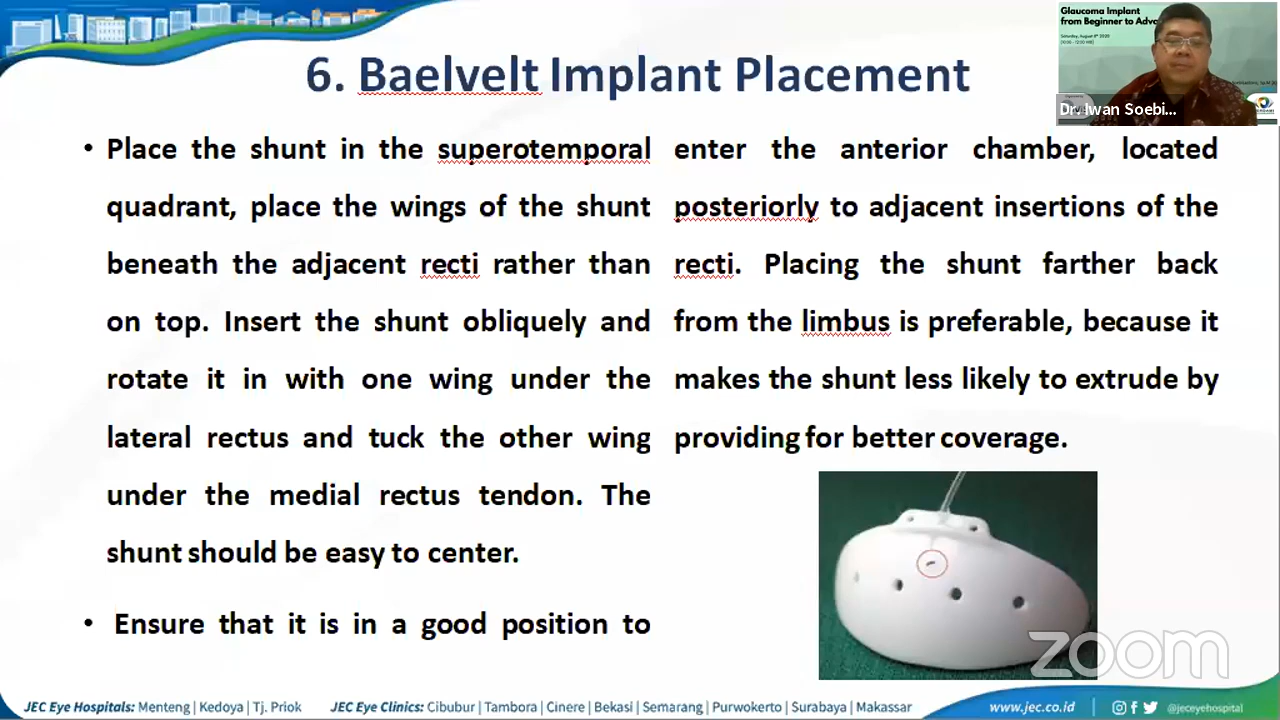 6. Baelvelt Implant Placement
• Place the shunt in the superotemporal
quadrant, place the wings of the shunt
beneath the adjacent recti rather than
on top. Insert the shunt obliquely and
rotate it in with one wing under the
lateral rectus and tuck the other wing
under the medial rectus tendon. The
shunt should be easy to center.
• Ensure that it is in a good position to
enter the anterior chamber, located
posteriorly to adjacent insertions of the
recti. Placing the shunt farther back
from the limbus is preferable, because it
makes the shunt less likely to extrude by
providing for better coverage.
Glaucoma Implant
from Beginner to Adva
Saturday, August 8th 2020
Dr. Iwan Soebi...
zoom
JEC Eye Hospitals: Menteng | Kedoya | Tj. Priok
JEC Eye Clinics: Cibubur | Tambora | Cinere | Bekasi | Semarang | Purwokerto | Surabaya | Makassar
www.jec.co.id
@jeceyehospital